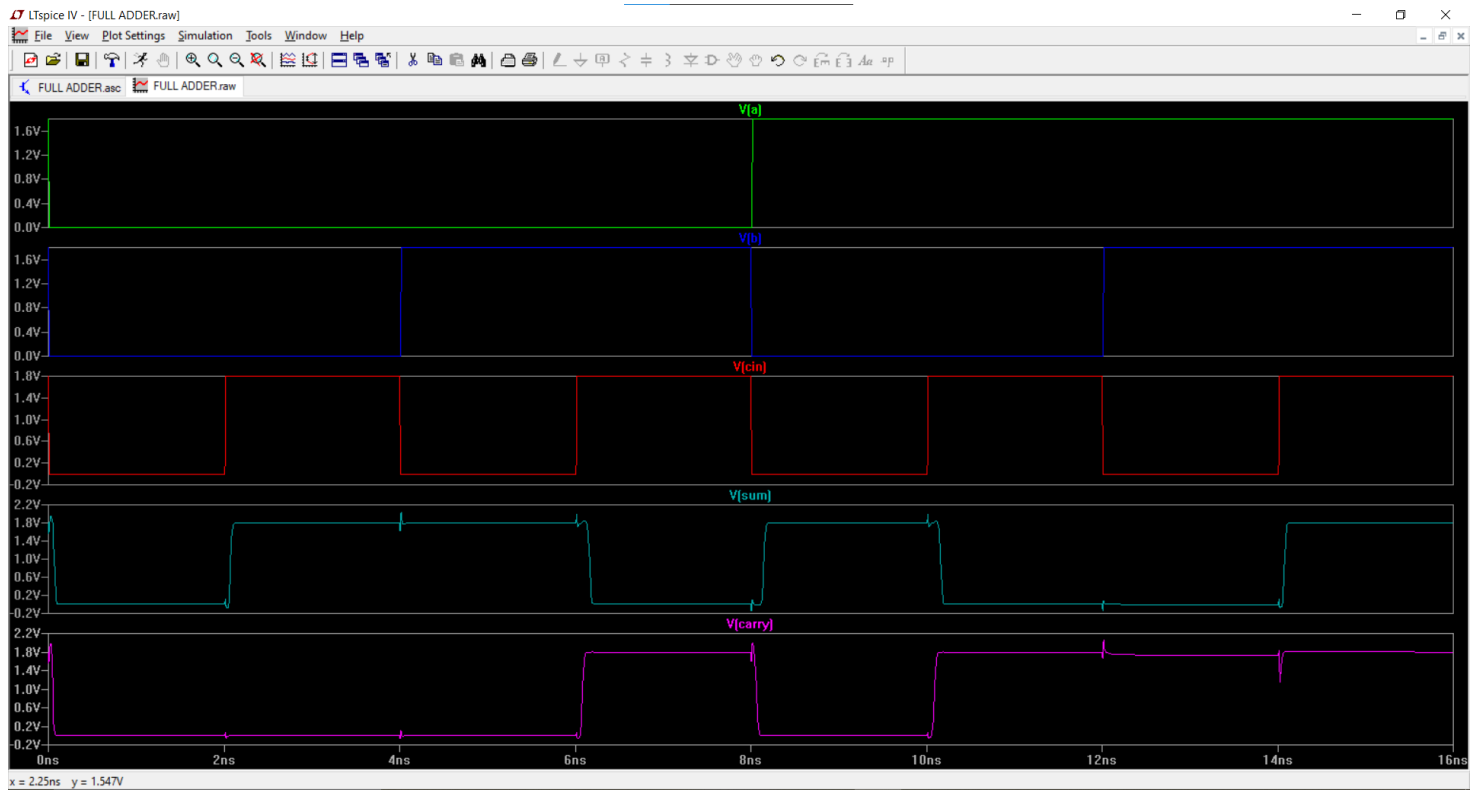 LTspice IV - [FULL ADDER.raw]
File View Plot Settings Simulation Tools Window Help
FULL ADDER.asc FULL ADDER.raw
V(a)
1.6V
1.2V
0.8V
0.4V
0.0V
V(b)
1.6V
1.2V
0.8V
0.4V
0.0V
V(cin)
1.8V
1.4V
1.0V
0.6V
0.2V
-0.2V
V(sum)
2.2V
1.8V
1.4V
1.0V
0.6V
0.2V
-0.2V
V(carry)
2.2V
1.8V
1.4V
1.0V
0.6V
0.2V
-0.2V
0ns 2ns 4ns 6ns 8ns 10ns 12ns 14ns 16ns
x = 2.25ns y = 1.547V